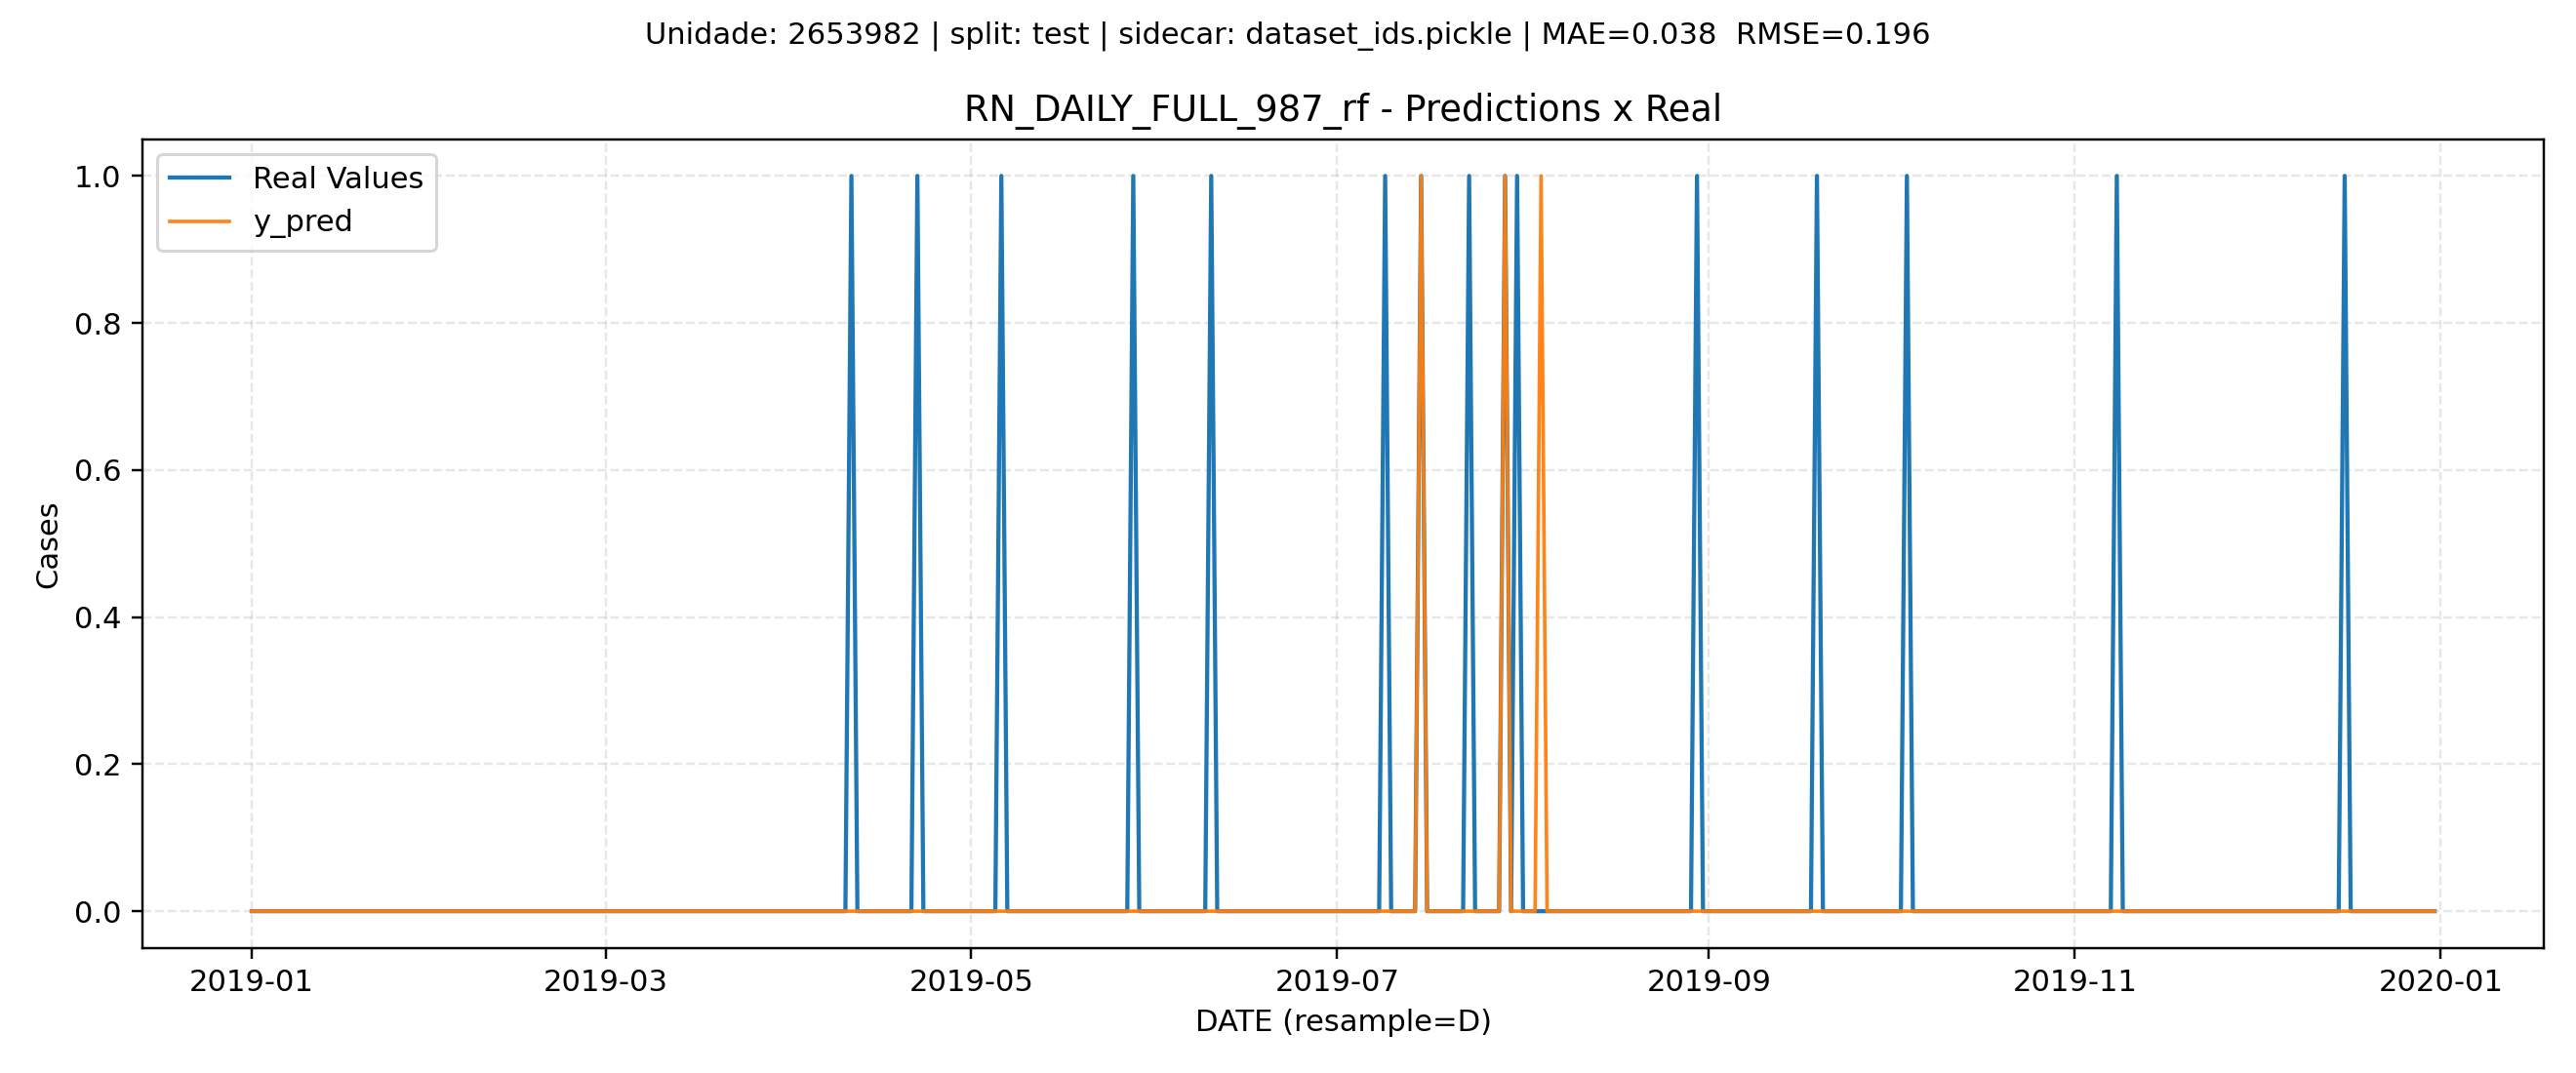 Unidade: 2653982 | split: test | sidecar: dataset_ids.pickle | MAE=0.038  RMSE=0.196
RN_DAILY_FULL_987_rf - Predictions x Real
Real Values
y_pred
1.0
0.8
0.6
0.4
0.2
0.0
Cases
2019-01
2019-03
2019-05
2019-07
2019-09
2019-11
2020-01
DATE (resample=D)